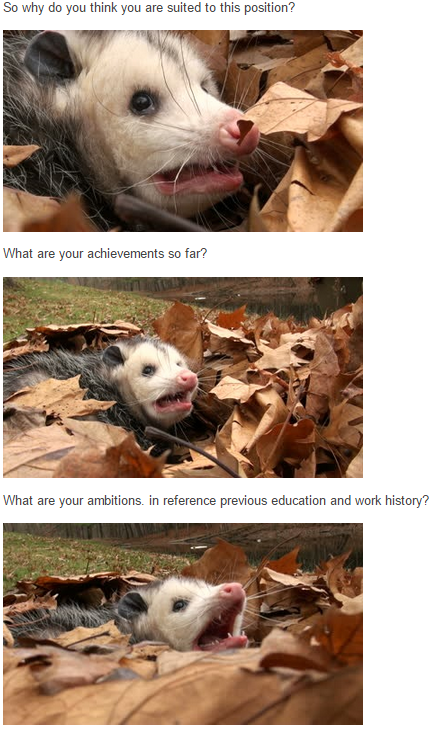 So why do you think you are suited to this position?
What are your achievements so far?
What are your ambitions. in reference previous education and work history?